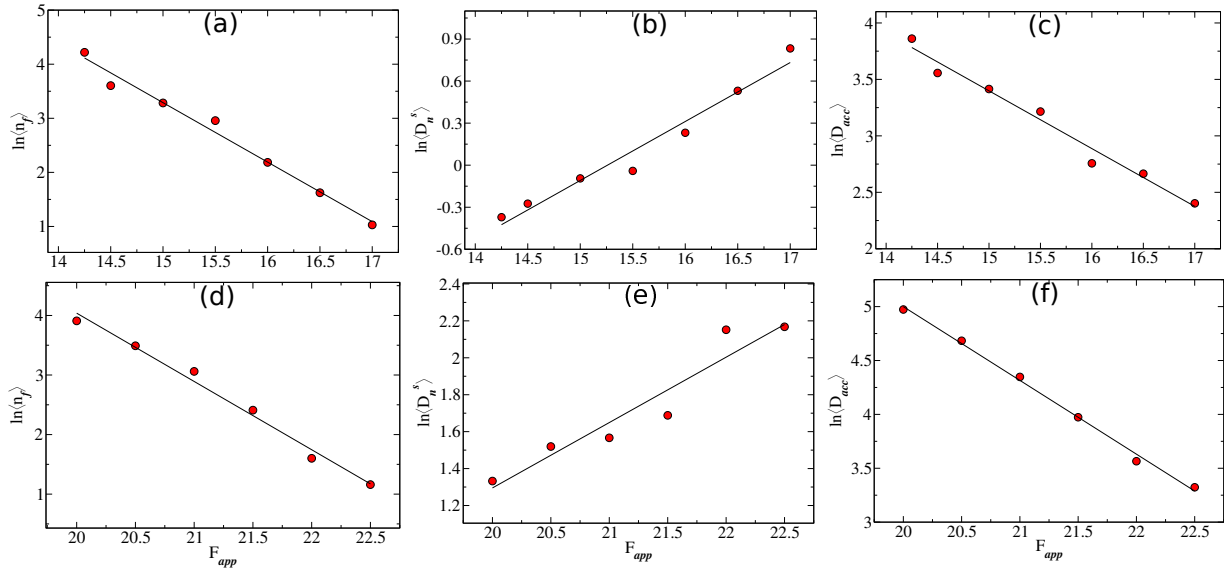 (a)
5
4
3
2
1
ln⟨n_f⟩
14 14.5 15 15.5 16 16.5 17
(b)
0.9
0.6
0.3
0
-0.3
-0.6
ln⟨D_n^s⟩
14 14.5 15 15.5 16 16.5 17
(c)
4
3.5
3
2.5
2
ln⟨D_acc⟩
14 14.5 15 15.5 16 16.5 17
(d)
4
3
2
1
ln⟨n_f⟩
20 20.5 21 21.5 22 22.5
F_app
(e)
2.4
2.2
2
1.8
1.6
1.4
1.2
ln⟨D_n^s⟩
20 20.5 21 21.5 22 22.5
F_app
(f)
5
4.5
4
3.5
3
ln⟨D_acc⟩
20 20.5 21 21.5 22 22.5
F_app